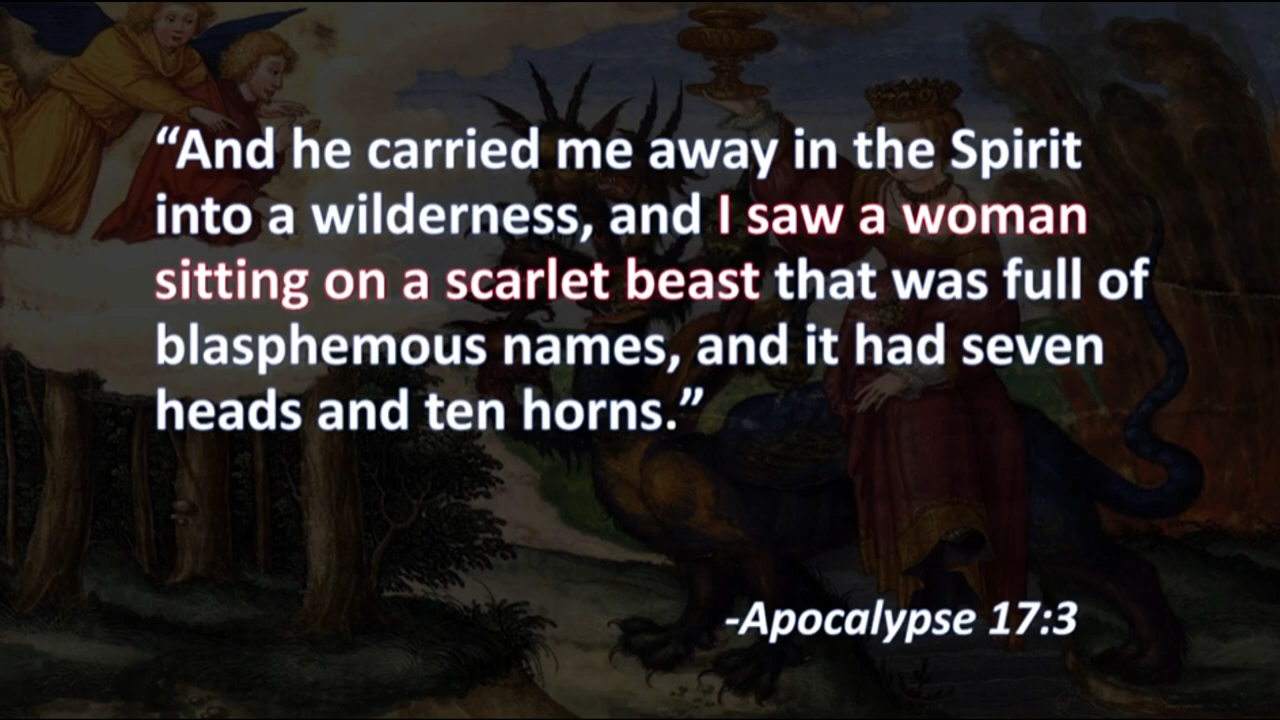 “And he carried me away in the Spirit
into a wilderness, and I saw a woman
sitting on a scarlet beast that was full of
blasphemous names, and it had seven
heads and ten horns.”
-Apocalypse 17:3